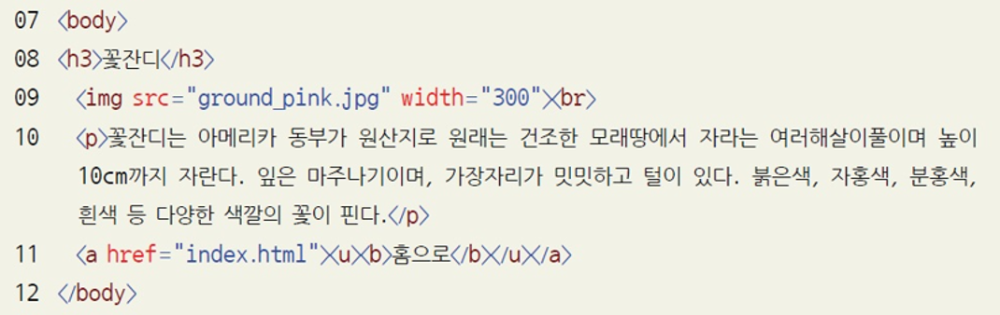 07 <body>
08 <h3>꽃잔디</h3>
09 <img src="ground_pink.jpg" width="300"><br>
10 <p>꽃잔디는 아메리카 동부가 원산지로 원래는 건조한 모래땅에서 자라는 여러해살이풀이며 높이
10cm까지 자란다. 잎은 마주나기이며, 가장자리가 밋밋하고 털이 있다. 붉은색, 자홍색, 분홍색,
흰색 등 다양한 색깔의 꽃이 핀다.</p>
11 <a href="index.html"><u><b>홈으로</b></u></a>
12 </body>